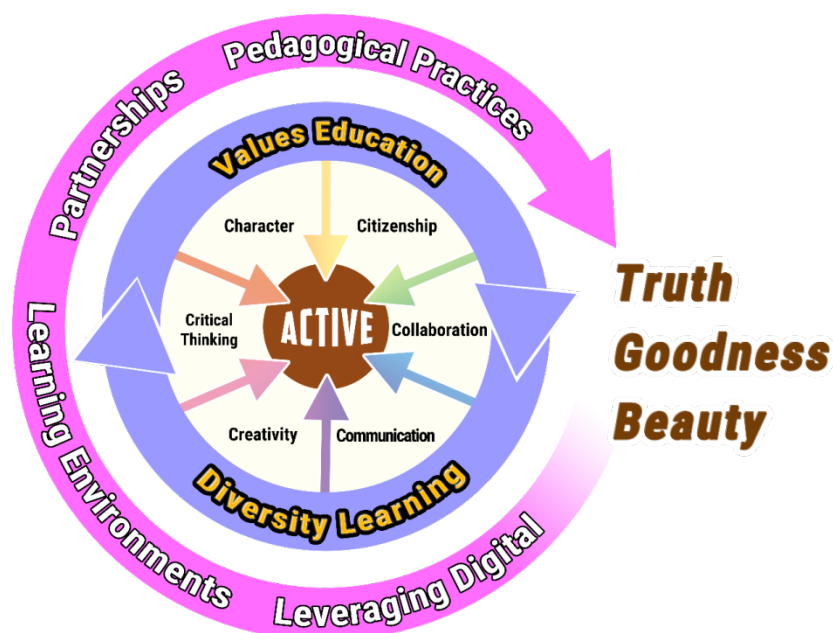 Pedagogical Practices
Partnerships
Learning Environments
Leveraging Digital
Values Education
Diversity Learning
Character
Citizenship
Critical
Thinking
ACTIVE
Collaboration
Creativity
Communication
Truth
Goodness
Beauty